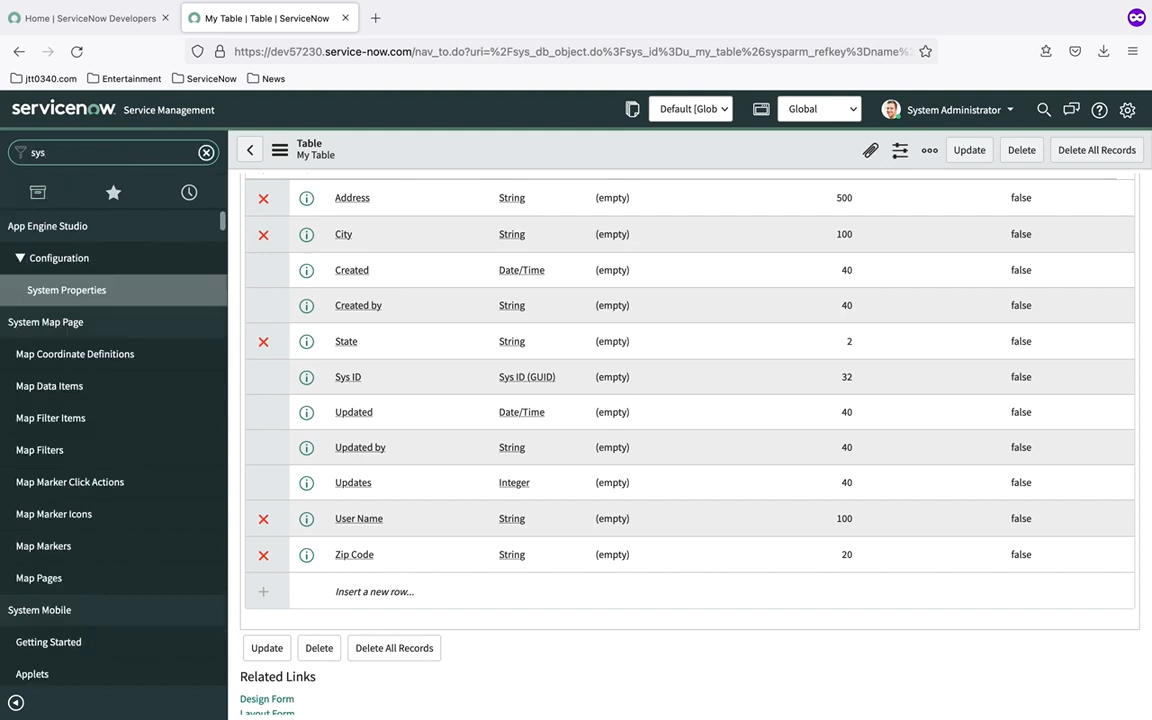 Home | ServiceNow Developers
My Table | Table | ServiceNow
https://dev57230.service-now.com/nav_to.do?uri=%2Fsys_db_object.do%3Fsys_id%3Du_my_table%26sysparm_refkey%3Dname%
jtt0340.com Entertainment ServiceNow News
servicenow Service Management
Default [Glob Global System Administrator
sys
Table
My Table
Update Delete Delete All Records
App Engine Studio
Configuration
System Properties
System Map Page
Map Coordinate Definitions
Map Data Items
Map Filter Items
Map Filters
Map Marker Click Actions
Map Marker Icons
Map Markers
Map Pages
System Mobile
Getting Started
Applets
Address String (empty) 500 false
City String (empty) 100 false
Created Date/Time (empty) 40 false
Created by String (empty) 40 false
State String (empty) 2 false
Sys ID Sys ID (GUID) (empty) 32 false
Updated Date/Time (empty) 40 false
Updated by String (empty) 40 false
Updates Integer (empty) 40 false
User Name String (empty) 100 false
Zip Code String (empty) 20 false
Insert a new row...
Update Delete Delete All Records
Related Links
Design Form
Layout Form